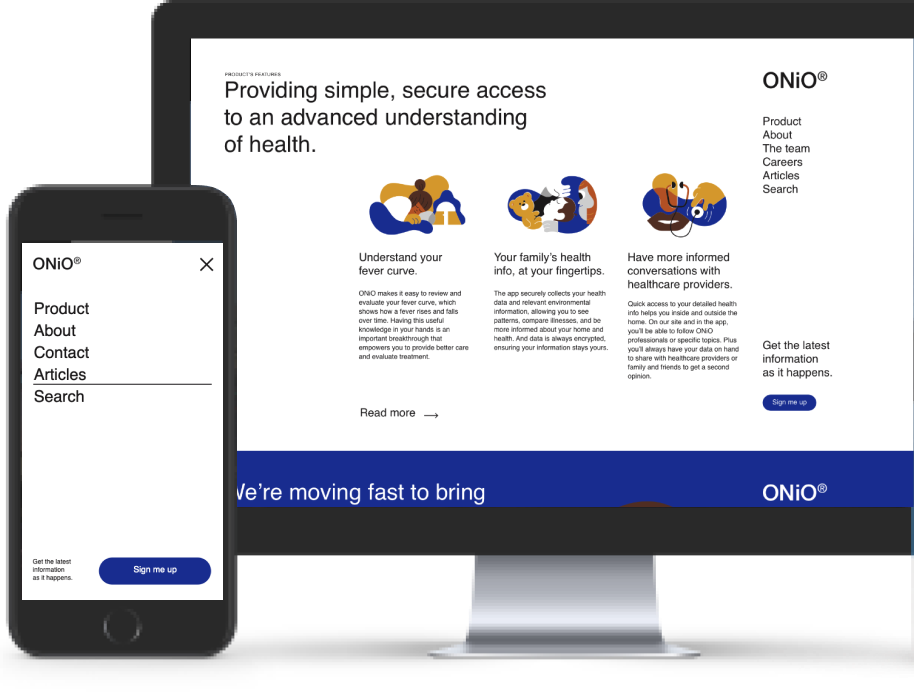 PRODUCT'S FEATURES
Providing simple, secure access
to an advanced understanding
of health.
Understand your
fever curve.
ONiO makes it easy to review and
evaluate your fever curve, which
shows how a fever rises and falls
over time. Having this useful
knowledge in your hands is an
important breakthrough that
empowers you to provide better care
and evaluate treatment.
Your family's health
info, at your fingertips.
The app securely collects your health
data and relevant environmental
information, allowing you to see
patterns, compare illnesses, and be
more informed about your home and
health. And data is always encrypted,
ensuring your information stays yours.
Have more informed
conversations with
healthcare providers.
Quick access to your detailed health
info helps you inside and outside the
home. On our site and in the app,
you'll be able to follow ONiO
professionals or specific topics. Plus
you'll always have your data on hand
to share with healthcare providers or
family and friends to get a second
opinion.
Read more →
ONiO®
Product
About
The team
Careers
Articles
Search
Get the latest
information
as it happens.
Sign me up
We're moving fast to bring
ONiO®
ONiO®
Product
About
Contact
Articles
Search
Get the latest
information
as it happens.
Sign me up